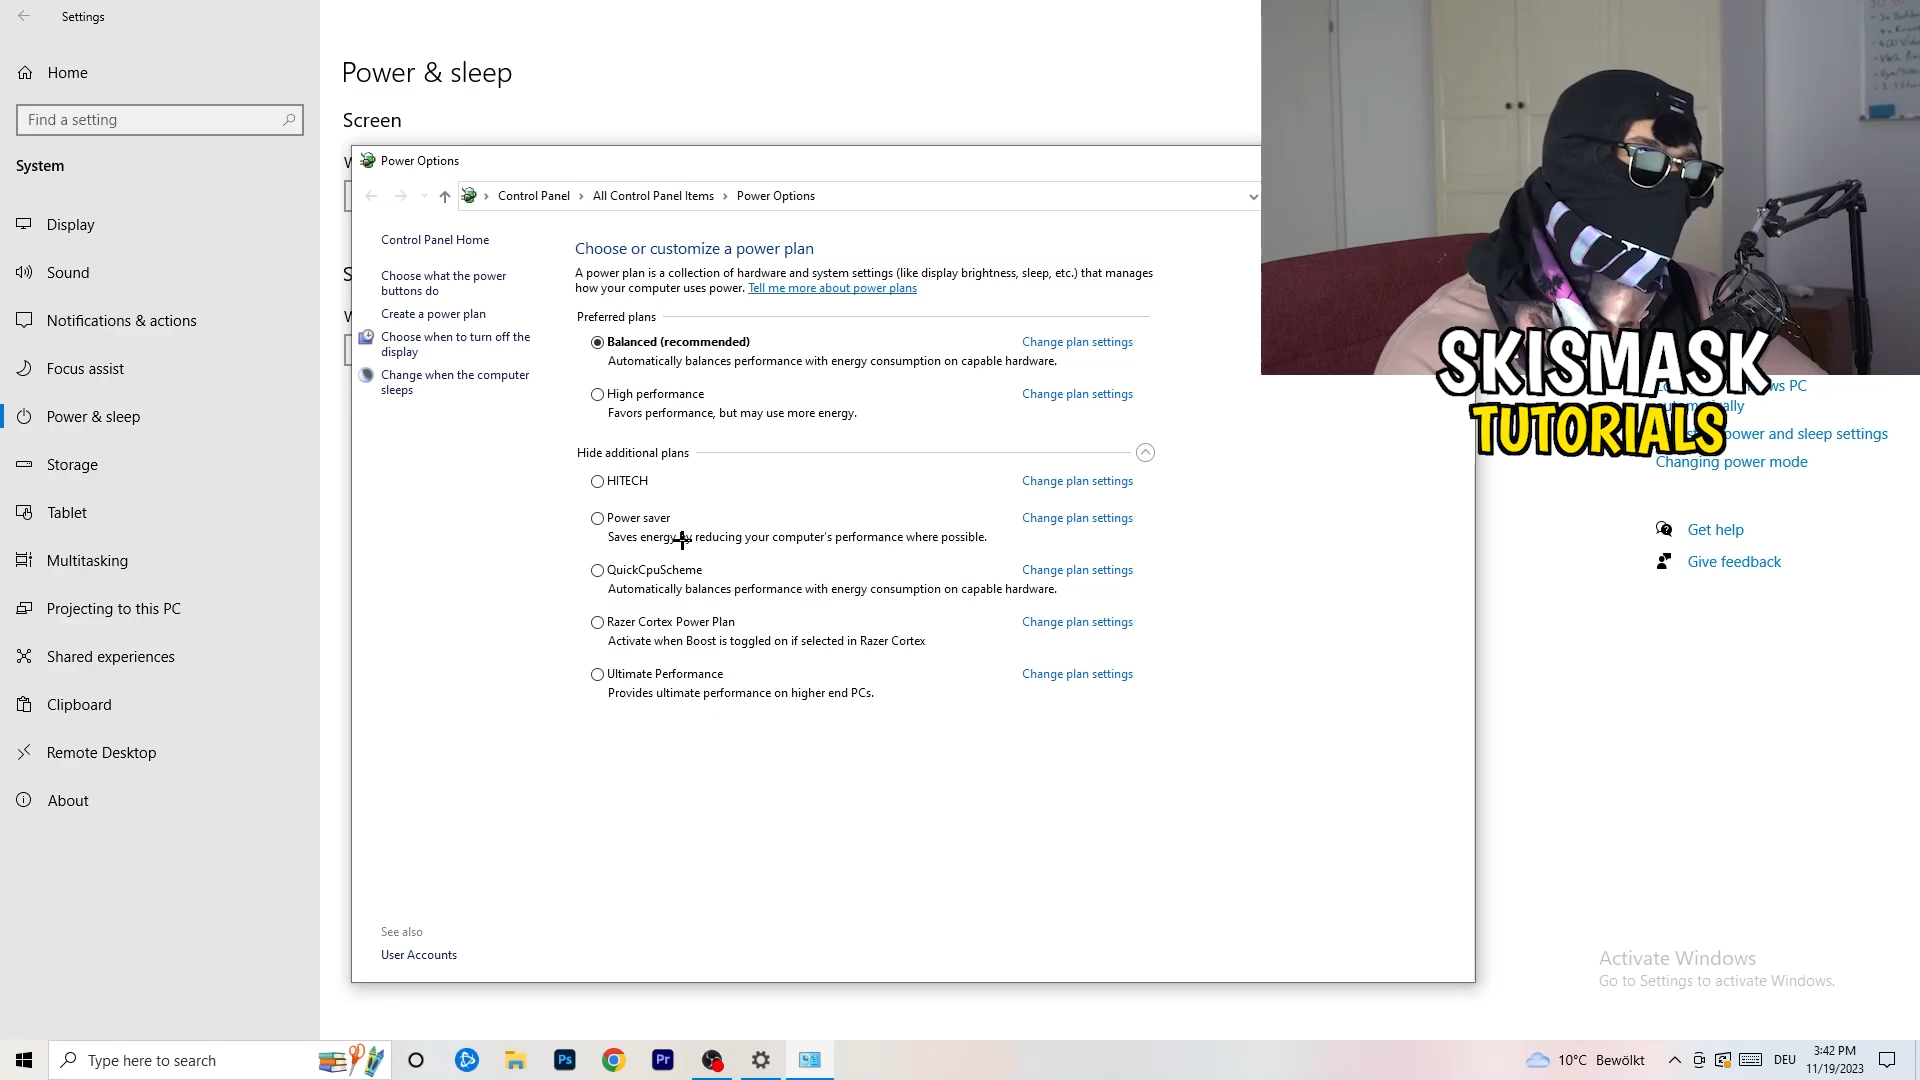 Settings
Home
Find a setting
System
Display
Sound
Notifications & actions
Focus assist
Power & sleep
Storage
Tablet
Multitasking
Projecting to this PC
Shared experiences
Clipboard
Remote Desktop
About
Power & sleep
Screen
Power Options
Control Panel › All Control Panel Items › Power Options
Control Panel Home
Choose what the power
buttons do
Create a power plan
Choose when to turn off the
display
Change when the computer
sleeps
See also
User Accounts
Choose or customize a power plan
A power plan is a collection of hardware and system settings (like display brightness, sleep, etc.) that manages
how your computer uses power. Tell me more about power plans
Preferred plans
Balanced (recommended) Change plan settings
Automatically balances performance with energy consumption on capable hardware.
High performance Change plan settings
Favors performance, but may use more energy.
Hide additional plans
HITECH Change plan settings
Power saver Change plan settings
Saves energy by reducing your computer's performance where possible.
QuickCpuScheme Change plan settings
Automatically balances performance with energy consumption on capable hardware.
Razer Cortex Power Plan Change plan settings
Activate when Boost is toggled on if selected in Razer Cortex
Ultimate Performance Change plan settings
Provides ultimate performance on higher end PCs.
SKISMASK
TUTORIALS
PC
power and sleep settings
Changing power mode
Get help
Give feedback
Activate Windows
Go to Settings to activate Windows.
Type here to search
Ps
Pr
10°C Bewölkt
DEU
3:42 PM
11/19/2023